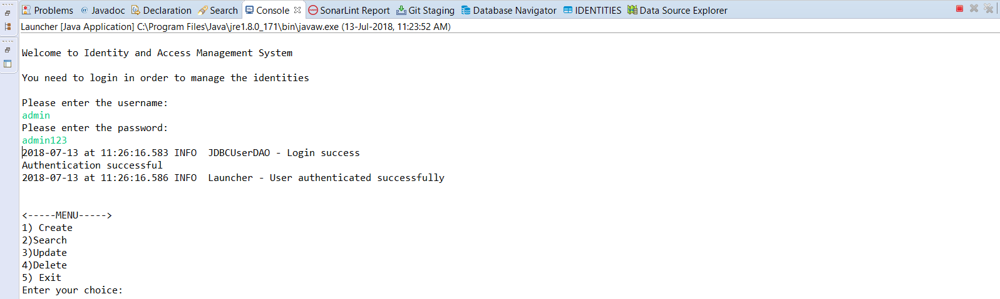 Problems Javadoc Declaration Search Console SonarLint Report Git Staging Database Navigator IDENTITIES Data Source Explorer
Launcher [Java Application] C:\Program Files\Java\jre1.8.0_171\bin\javaw.exe (13-Jul-2018, 11:23:52 AM)
Welcome to Identity and Access Management System
You need to login in order to manage the identities
Please enter the username:
admin
Please enter the password:
admin123
2018-07-13 at 11:26:16.583 INFO  JDBCUserDAO - Login success
Authentication successful
2018-07-13 at 11:26:16.586 INFO  Launcher - User authenticated successfully
<-----MENU----->
1) Create
2)Search
3)Update
4)Delete
5) Exit
Enter your choice: